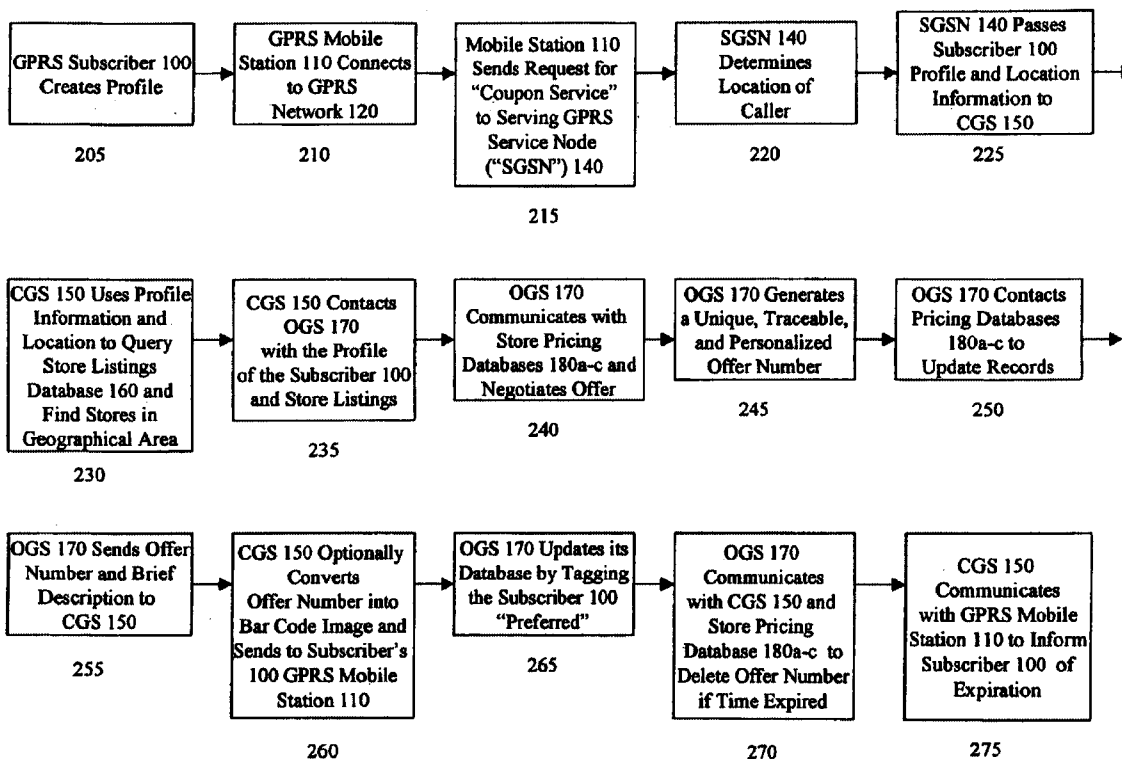 GPRS Subscriber 100
Creates Profile
205
GPRS Mobile
Station 110 Connects
to GPRS
Network 120
210
Mobile Station 110
Sends Request for
“Coupon Service”
to Serving GPRS
Service Node
(“SGSN”) 140
215
SGSN 140
Determines
Location of
Caller
220
SGSN 140 Passes
Subscriber 100
Profile and Location
Information to
CGS 150
225
CGS 150 Uses Profile
Information and
Location to Query
Store Listings
Database 160 and
Find Stores in
Geographical Area
230
CGS 150 Contacts
OGS 170
with the Profile
of the Subscriber 100
and Store Listings
235
OGS 170
Communicates with
Store Pricing
Databases 180a-c and
Negotiates Offer
240
OGS 170 Generates
a Unique, Traceable,
and Personalized
Offer Number
245
OGS 170 Contacts
Pricing Databases
180a-c to
Update Records
250
OGS 170 Sends Offer
Number and Brief
Description to
CGS 150
255
CGS 150 Optionally
Converts
Offer Number into
Bar Code Image and
Sends to Subscriber’s
100 GPRS Mobile
Station 110
260
OGS 170 Updates its
Database by Tagging
the Subscriber 100
“Preferred”
265
OGS 170
Communicates
with CGS 150 and
Store Pricing
Database 180a-c to
Delete Offer Number
if Time Expired
270
CGS 150
Communicates
with GPRS Mobile
Station 110 to Inform
Subscriber 100 of
Expiration
275